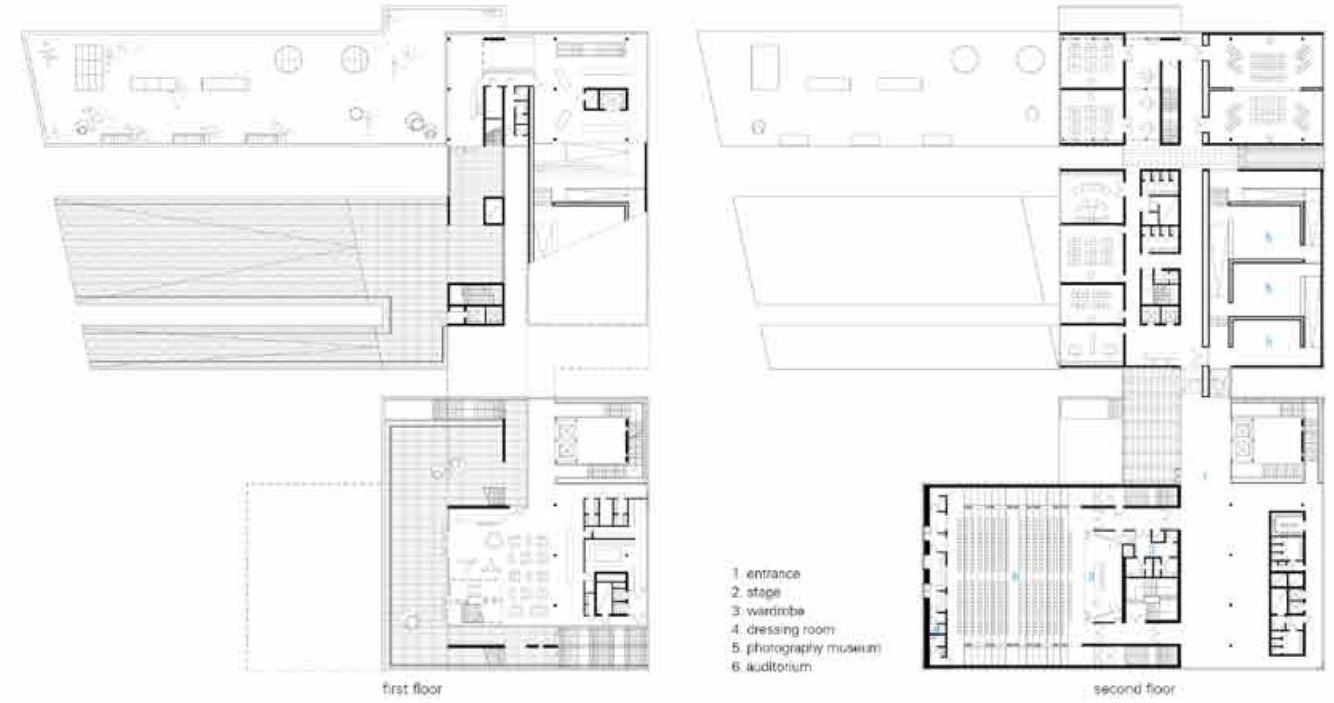 1. entrance
2. stage
3. wardrobe
4. dressing room
5. photography museum
6. auditorium
first floor
second floor